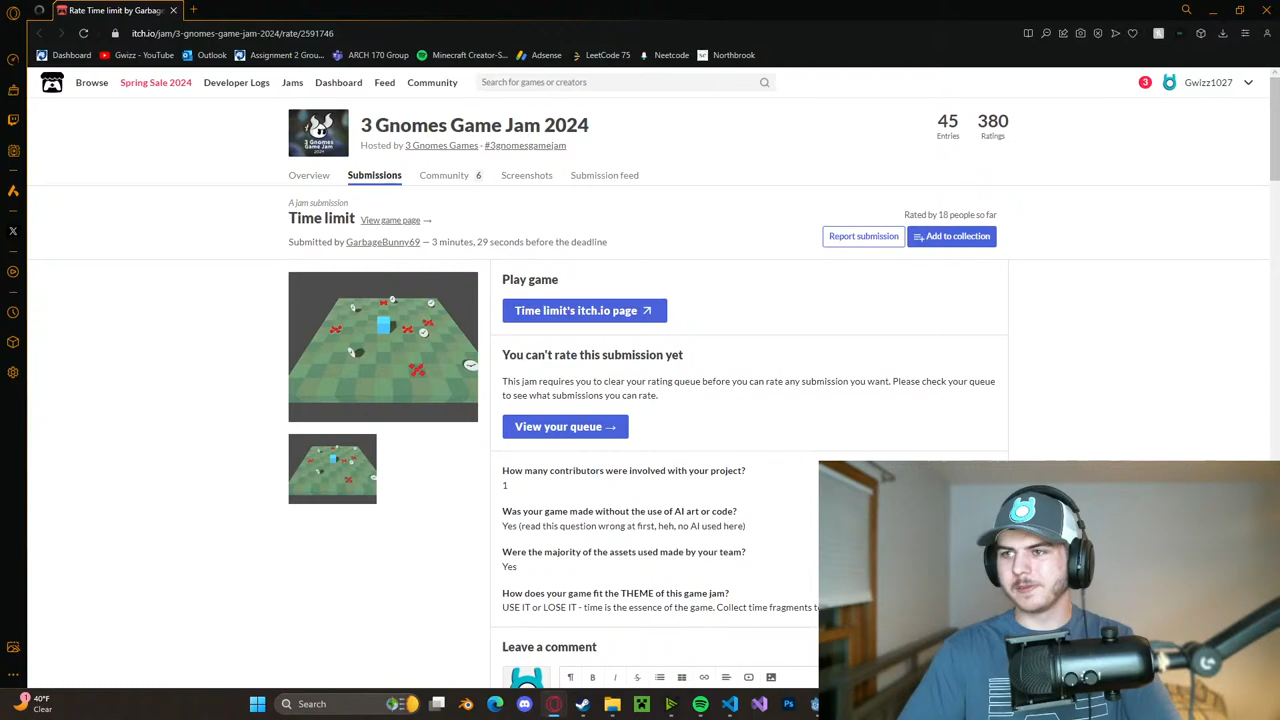 Rate Time limit by Garbag
itch.io/jam/3-gnomes-game-jam-2024/rate/2591746
Dashboard Gwizz - YouTube Outlook Assignment 2 Grou... ARCH 170 Group Minecraft Creator-S... Adsense LeetCode 75 Neetcode Northbrook
Browse Spring Sale 2024 Developer Logs Jams Dashboard Feed Community Search for games or creators 3 Gwizz1027
3 Gnomes Game Jam 2024
Hosted by 3 Gnomes Games · #3gnomesgamejam
45 380
Entries Ratings
3 Gnomes
Game Jam
2024
Overview Submissions Community 6 Screenshots Submission feed
A jam submission
Time limit View game page →
Rated by 18 people so far
Submitted by GarbageBunny69 — 3 minutes, 29 seconds before the deadline
Report submission Add to collection
Play game
Time limit's itch.io page
You can't rate this submission yet
This jam requires you to clear your rating queue before you can rate any submission you want. Please check your queue
to see what submissions you can rate.
View your queue →
How many contributors were involved with your project?
1
Was your game made without the use of AI art or code?
Yes (read this question wrong at first, heh, no AI used here)
Were the majority of the assets used made by your team?
Yes
How does your game fit the THEME of this game jam?
USE IT or LOSE IT - time is the essence of the game. Collect time fragments to
Leave a comment
B I S
40°F
Clear
Search
Ps